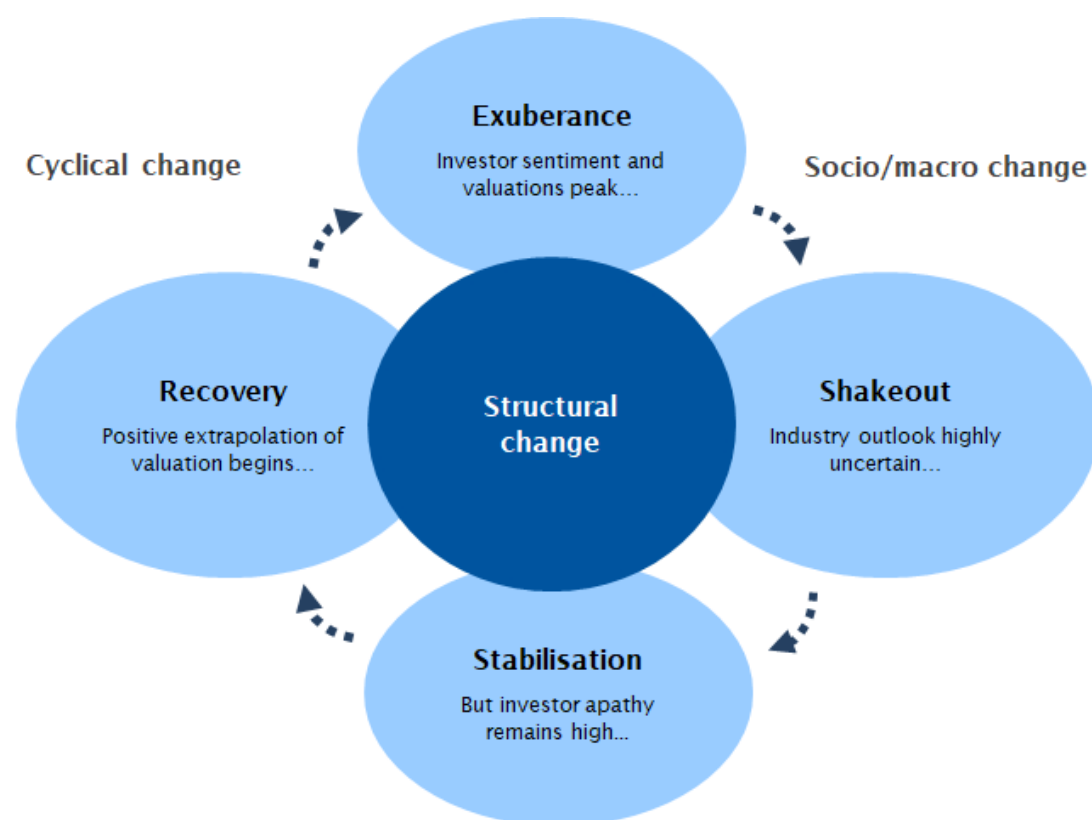 Exuberance
Investor sentiment and
valuations peak…
Cyclical change
Socio/macro change
Recovery
Positive extrapolation of
valuation begins…
Structural
change
Shakeout
Industry outlook highly
uncertain…
Stabilisation
But investor apathy
remains high...